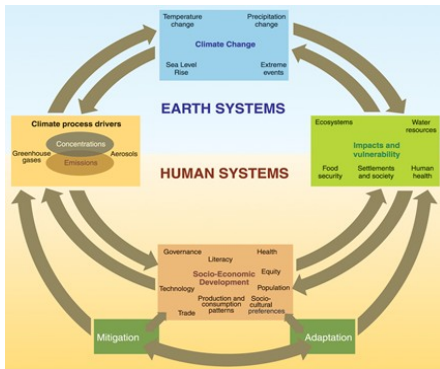 Temperature
change
Precipitation
change
Climate Change
Sea Level
Rise
Extreme
events
EARTH SYSTEMS
Climate process drivers
Concentrations
Greenhouse
gases
Aerosols
Emissions
Ecosystems
Water
resources
Impacts and
vulnerability
Food
security
Settlements
and society
Human
health
HUMAN SYSTEMS
Governance
Literacy
Health
Socio-Economic
Development
Equity
Technology
Population
Production and
consumption
patterns
Socio-
cultural
preferences
Trade
Mitigation
Adaptation